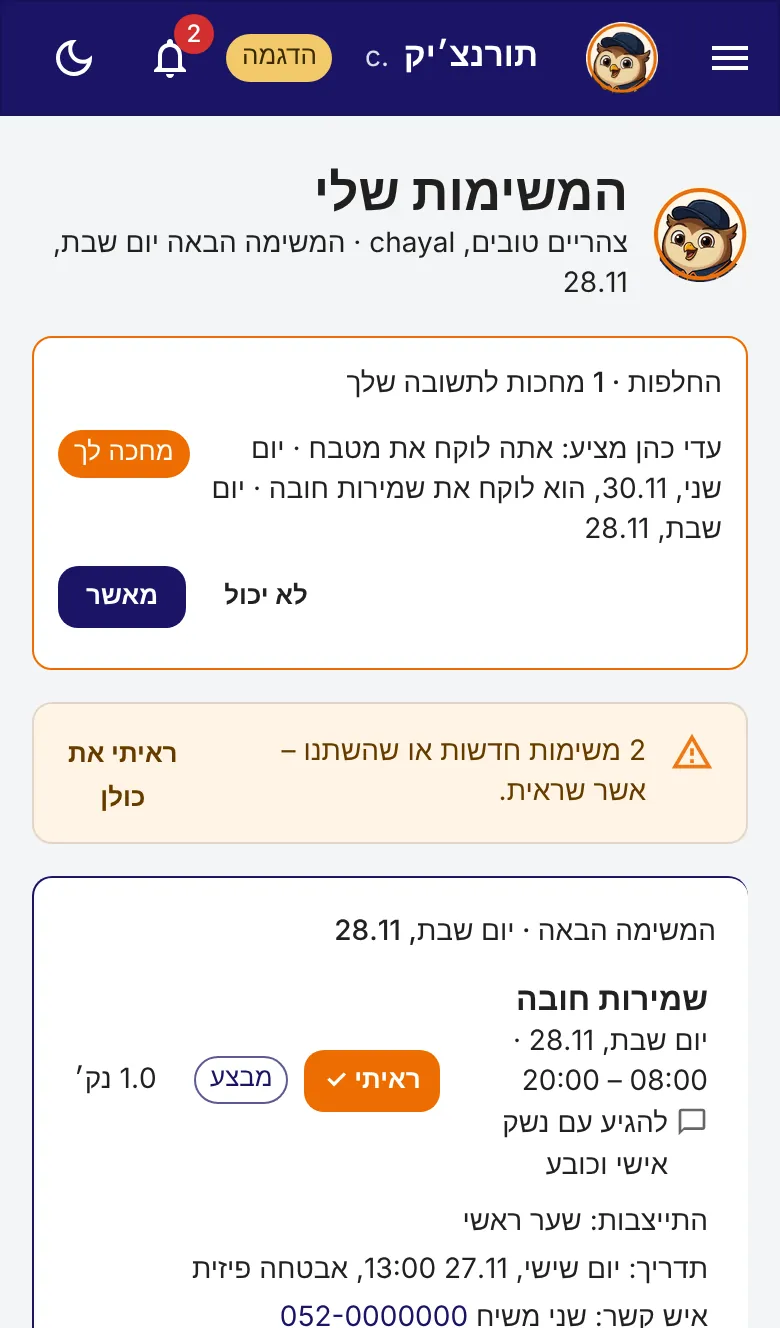 תורנצ׳יק
c.
הדגמה
2
המשימות שלי
צהריים טובים, chayal · המשימה הבאה יום שבת,
28.11
החלפות · 1 מחכות לתשובה שלך
עדי כהן מציע: אתה לוקח את מטבח · יום
שני, 30.11, הוא לוקח את שמירות חובה · יום
שבת, 28.11
מחכה לך
לא יכול
מאשר
2 משימות חדשות או שהשתנו –
אשר שראית.
ראיתי את
כולן
המשימה הבאה · יום שבת, 28.11
שמירות חובה
יום שבת, 28.11 ·
08:00 – 20:00
להגיע עם נשק
אישי וכובע
ראיתי ✓
מבצע
1.0 נק׳
התייצבות: שער ראשי
תדריך: יום שישי, 27.11 13:00, אבטחה פיזית
איש קשר: שני משיח 052-0000000